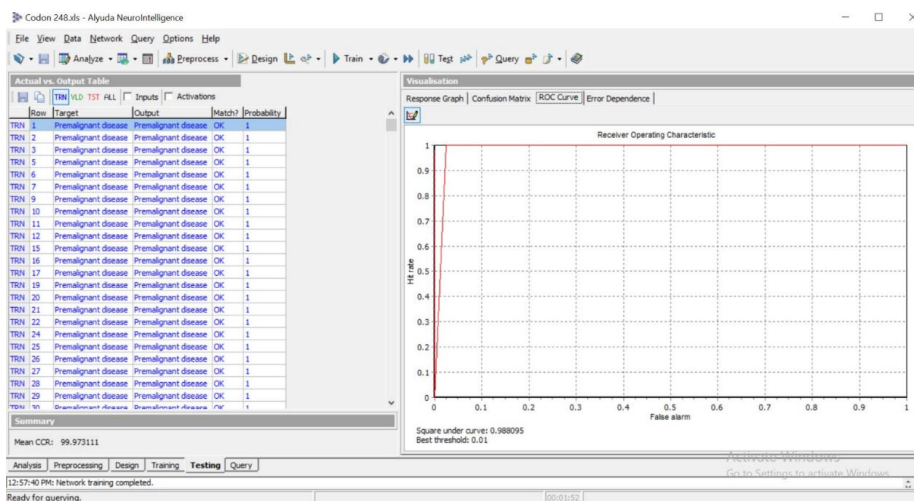 Codon 248.xls - Alyuda NeuroIntelligence
File View Data Network Query Options Help
Analyze Preprocess Design Train Test Query
Actual vs. Output Table
TRN VLD TST ALL Inputs Activations
Row Target Output Match? Probability
TRN 1 Premalignant disease Premalignant disease OK 1
TRN 2 Premalignant disease Premalignant disease OK 1
TRN 3 Premalignant disease Premalignant disease OK 1
TRN 5 Premalignant disease Premalignant disease OK 1
TRN 6 Premalignant disease Premalignant disease OK 1
TRN 7 Premalignant disease Premalignant disease OK 1
TRN 9 Premalignant disease Premalignant disease OK 1
TRN 10 Premalignant disease Premalignant disease OK 1
TRN 11 Premalignant disease Premalignant disease OK 1
TRN 12 Premalignant disease Premalignant disease OK 1
TRN 15 Premalignant disease Premalignant disease OK 1
TRN 16 Premalignant disease Premalignant disease OK 1
TRN 17 Premalignant disease Premalignant disease OK 1
TRN 19 Premalignant disease Premalignant disease OK 1
TRN 20 Premalignant disease Premalignant disease OK 1
TRN 21 Premalignant disease Premalignant disease OK 1
TRN 22 Premalignant disease Premalignant disease OK 1
TRN 24 Premalignant disease Premalignant disease OK 1
TRN 25 Premalignant disease Premalignant disease OK 1
TRN 26 Premalignant disease Premalignant disease OK 1
TRN 27 Premalignant disease Premalignant disease OK 1
TRN 28 Premalignant disease Premalignant disease OK 1
TRN 29 Premalignant disease Premalignant disease OK 1
TRN 30 Premalignant disease Premalignant disease OK 1
Summary
Mean CCR: 99.973111
Visualisation
Response Graph Confusion Matrix ROC Curve Error Dependence
Receiver Operating Characteristic
1
0.9
0.8
0.7
0.6
0.5
0.4
0.3
0.2
0.1
0
Hit rate
0 0.1 0.2 0.3 0.4 0.5 0.6 0.7 0.8 0.9 1
False alarm
Square under curve: 0.988095
Best threshold: 0.01
Activate Windows
Go to Settings to activate Windows.
Analysis Preprocessing Design Training Testing Query
12:57:40 PM: Network training completed.
Ready for querying. 00:01:52